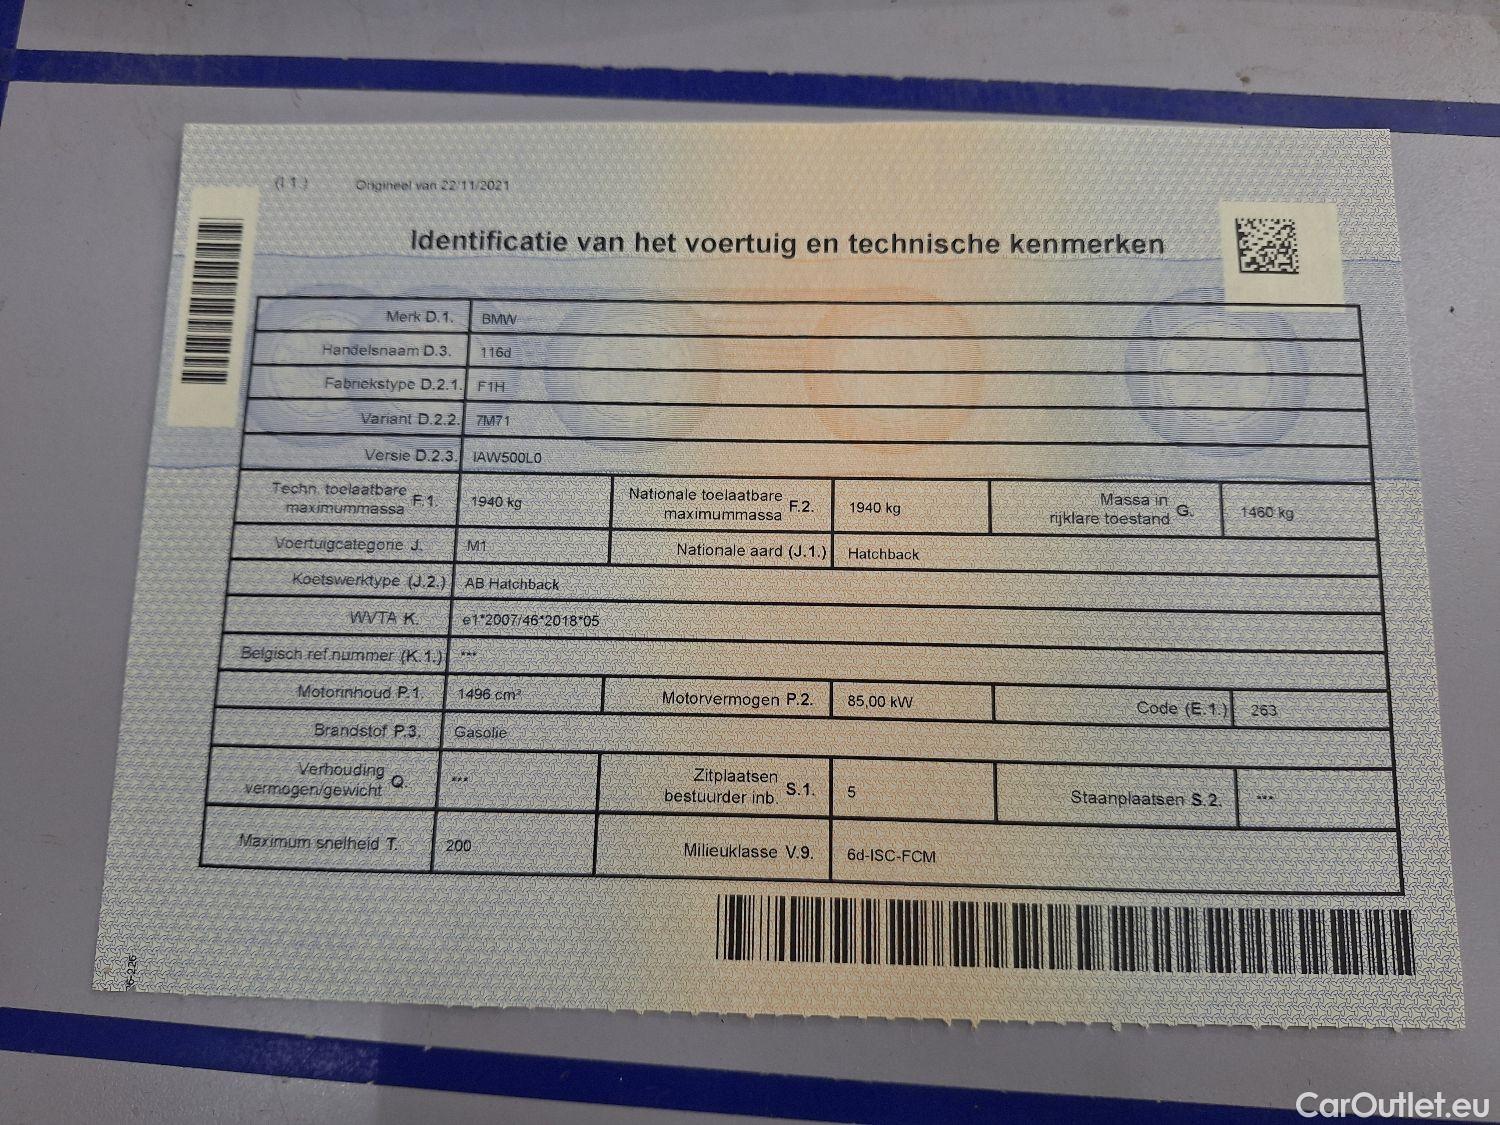 (I.1.) Origineel van 22/11/2021
Identificatie van het voertuig en technische kenmerken
Merk D.1. BMW
Handelsnaam D.3. 116d
Fabriekstype D.2.1. F1H
Variant D.2.2. 7M71
Versie D.2.3. IAW500L0
Techn. toelaatbare maximummassa F.1. 1940 kg Nationale toelaatbare maximummassa F.2. 1940 kg Massa in rijklare toestand G. 1460 kg
Voertuigcategorie J. M1 Nationale aard (J.1.) Hatchback
Koetswerktype (J.2.) AB Hatchback
WVTA K. e1*2007/46*2018*05
Belgisch ref.nummer (K.1.) ***
Motorinhoud P.1. 1496 cm³ Motorvermogen P.2. 85,00 kW Code (E.1.) 263
Brandstof P.3. Gasolie
Verhouding vermogen/gewicht Q. *** Zitplaatsen bestuurder inb. S.1. 5 Staanplaatsen S.2. ***
Maximum snelheid T. 200 Milieuklasse V.9. 6d-ISC-FCM
CarOutlet.eu